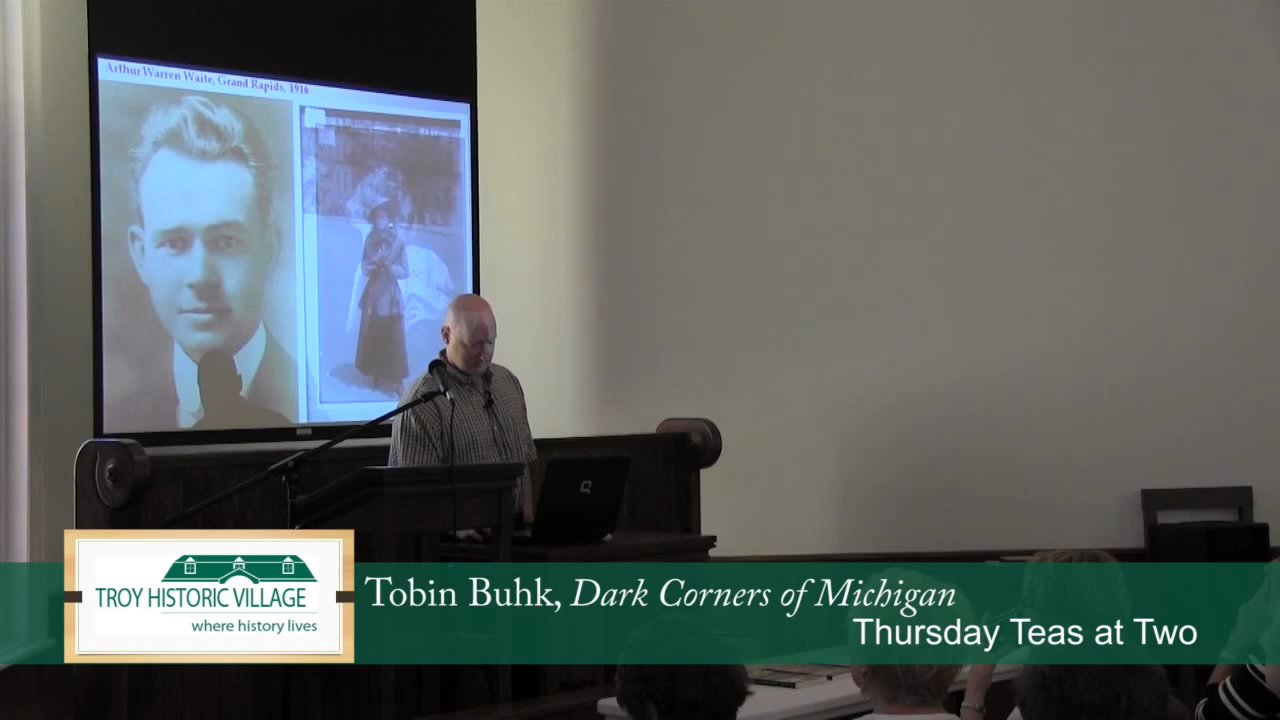 Arthur Warren Waite, Grand Rapids, 1916
TROY HISTORIC VILLAGE
where history lives
Tobin Buhk, Dark Corners of Michigan
Thursday Teas at Two